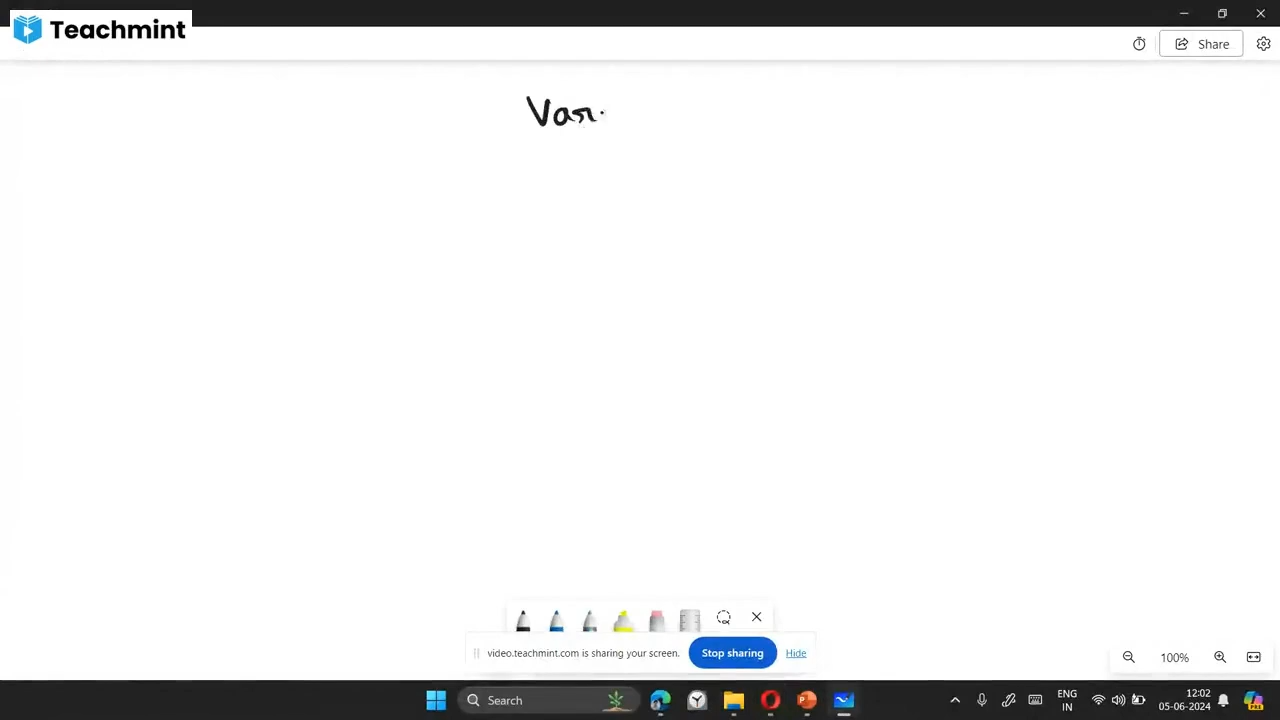 Teachmint
Share
Var
video.teachmint.com is sharing your screen.
Stop sharing
Hide
100%
Search
ENG
IN
12:02
05-06-2024